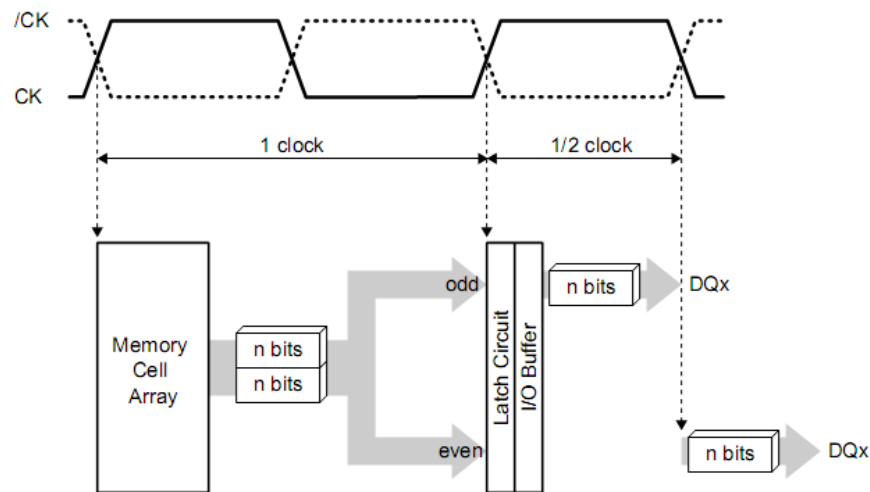 /CK
CK
1 clock
1/2 clock
odd
n bits
DQx
Memory
Cell
Array
n bits
n bits
Latch Circuit
I/O Buffer
even
n bits
DQx